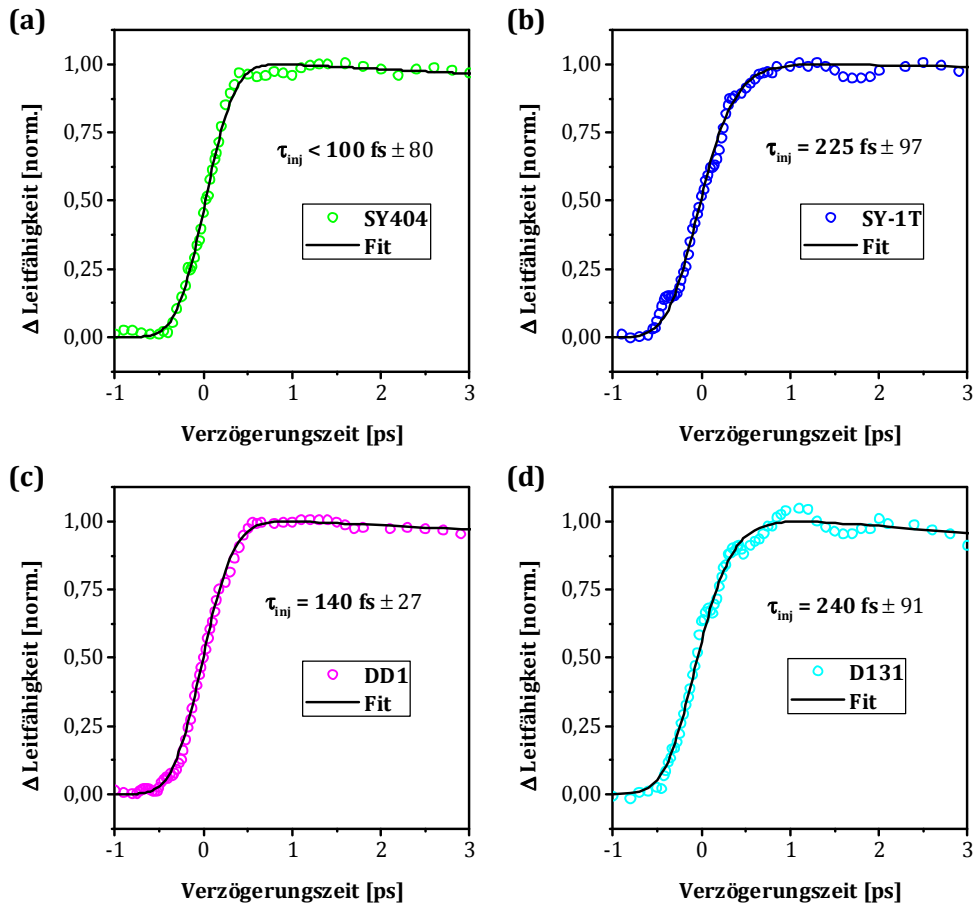 (a)
Δ Leitfähigkeit [norm.]
1,00
0,75
0,50
0,25
0,00
τinj < 100 fs ± 80
SY404
Fit
-1 0 1 2 3
Verzögerungszeit [ps]
(b)
Δ Leitfähigkeit [norm.]
1,00
0,75
0,50
0,25
0,00
τinj = 225 fs ± 97
SY-1T
Fit
-1 0 1 2 3
Verzögerungszeit [ps]
(c)
Δ Leitfähigkeit [norm.]
1,00
0,75
0,50
0,25
0,00
τinj = 140 fs ± 27
DD1
Fit
-1 0 1 2 3
Verzögerungszeit [ps]
(d)
Δ Leitfähigkeit [norm.]
1,00
0,75
0,50
0,25
0,00
τinj = 240 fs ± 91
D131
Fit
-1 0 1 2 3
Verzögerungszeit [ps]